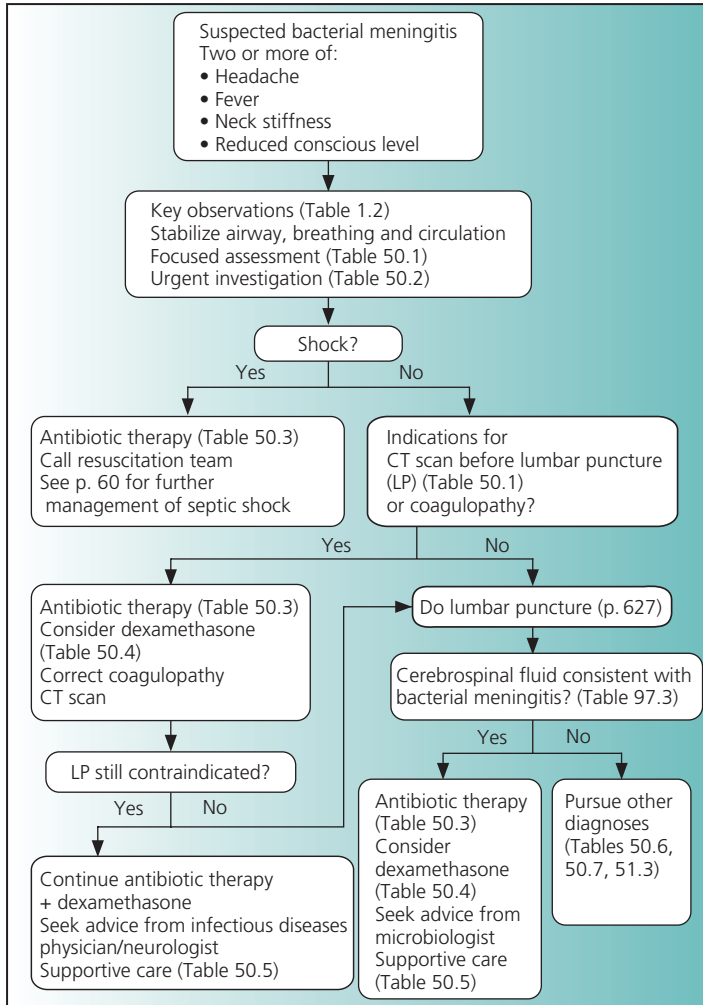 Suspected bacterial meningitis
Two or more of:
• Headache
• Fever
• Neck stiffness
• Reduced conscious level
Key observations (Table 1.2)
Stabilize airway, breathing and circulation
Focused assessment (Table 50.1)
Urgent investigation (Table 50.2)
Shock?
Yes
No
Antibiotic therapy (Table 50.3)
Call resuscitation team
See p. 60 for further
management of septic shock
Indications for
CT scan before lumbar puncture
(LP) (Table 50.1)
or coagulopathy?
Yes
No
Antibiotic therapy (Table 50.3)
Consider dexamethasone
(Table 50.4)
Correct coagulopathy
CT scan
Do lumbar puncture (p. 627)
Cerebrospinal fluid consistent with
bacterial meningitis? (Table 97.3)
LP still contraindicated?
Yes
No
Yes
No
Continue antibiotic therapy
+ dexamethasone
Seek advice from infectious diseases
physician/neurologist
Supportive care (Table 50.5)
Antibiotic therapy
(Table 50.3)
Consider
dexamethasone
(Table 50.4)
Seek advice from
microbiologist
Supportive care
(Table 50.5)
Pursue other
diagnoses
(Tables 50.6,
50.7, 51.3)